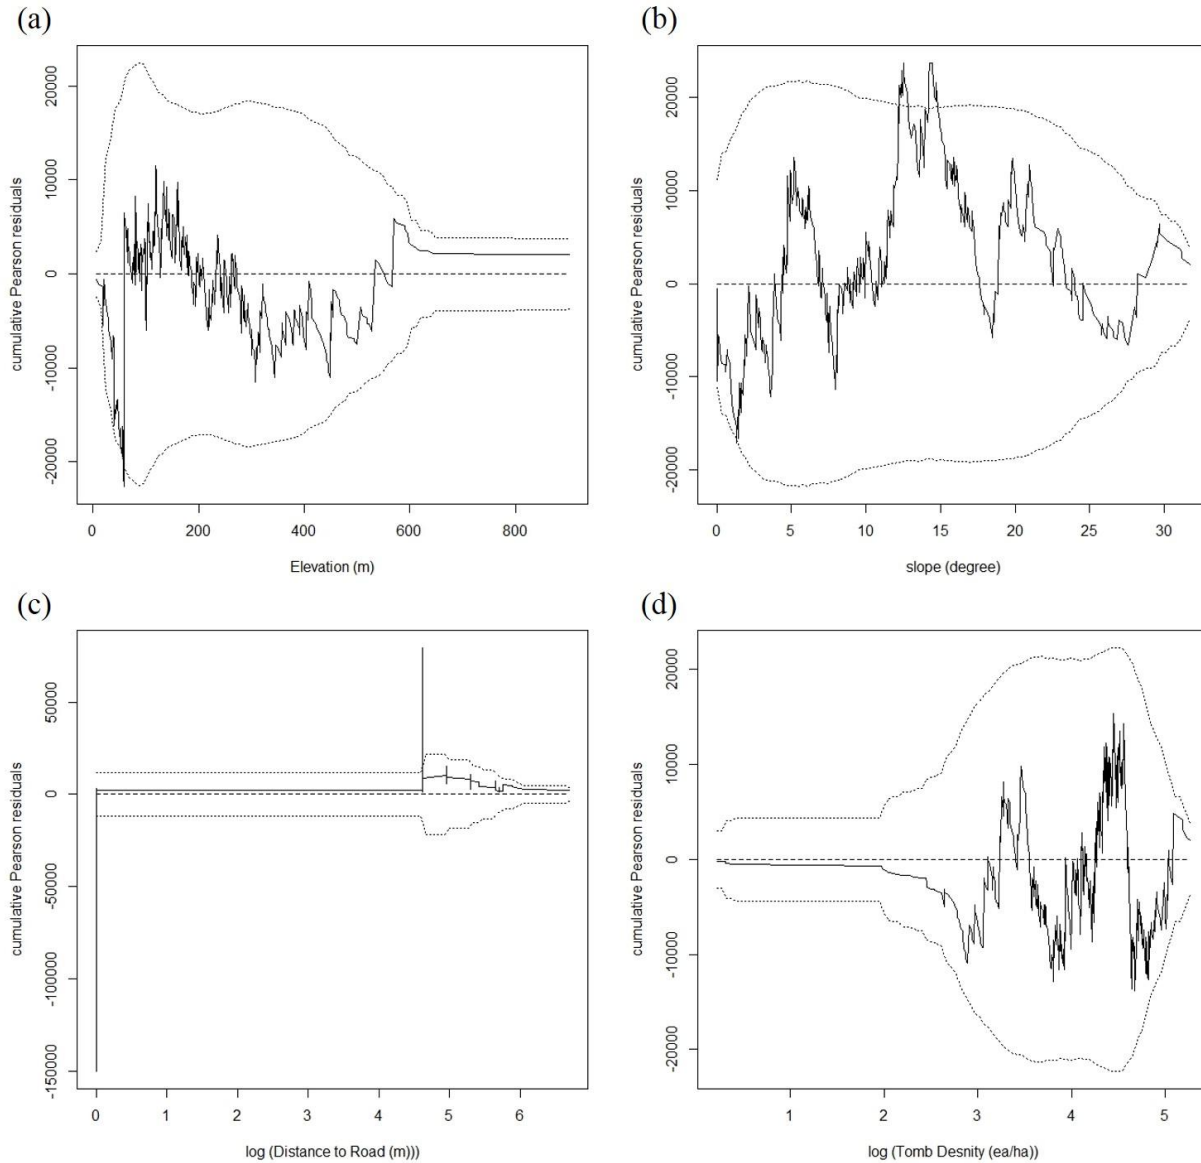 (a)
cumulative Pearson residuals
20000
10000
0
-10000
-20000
0 200 400 600 800
Elevation (m)
(b)
cumulative Pearson residuals
20000
10000
0
-10000
-20000
0 5 10 15 20 25 30
slope (degree)
(c)
cumulative Pearson residuals
50000
0
-50000
-100000
-150000
0 1 2 3 4 5 6
log (Distance to Road (m)))
(d)
cumulative Pearson residuals
20000
10000
0
-10000
-20000
1 2 3 4 5
log (Tomb Desnity (ea/ha))